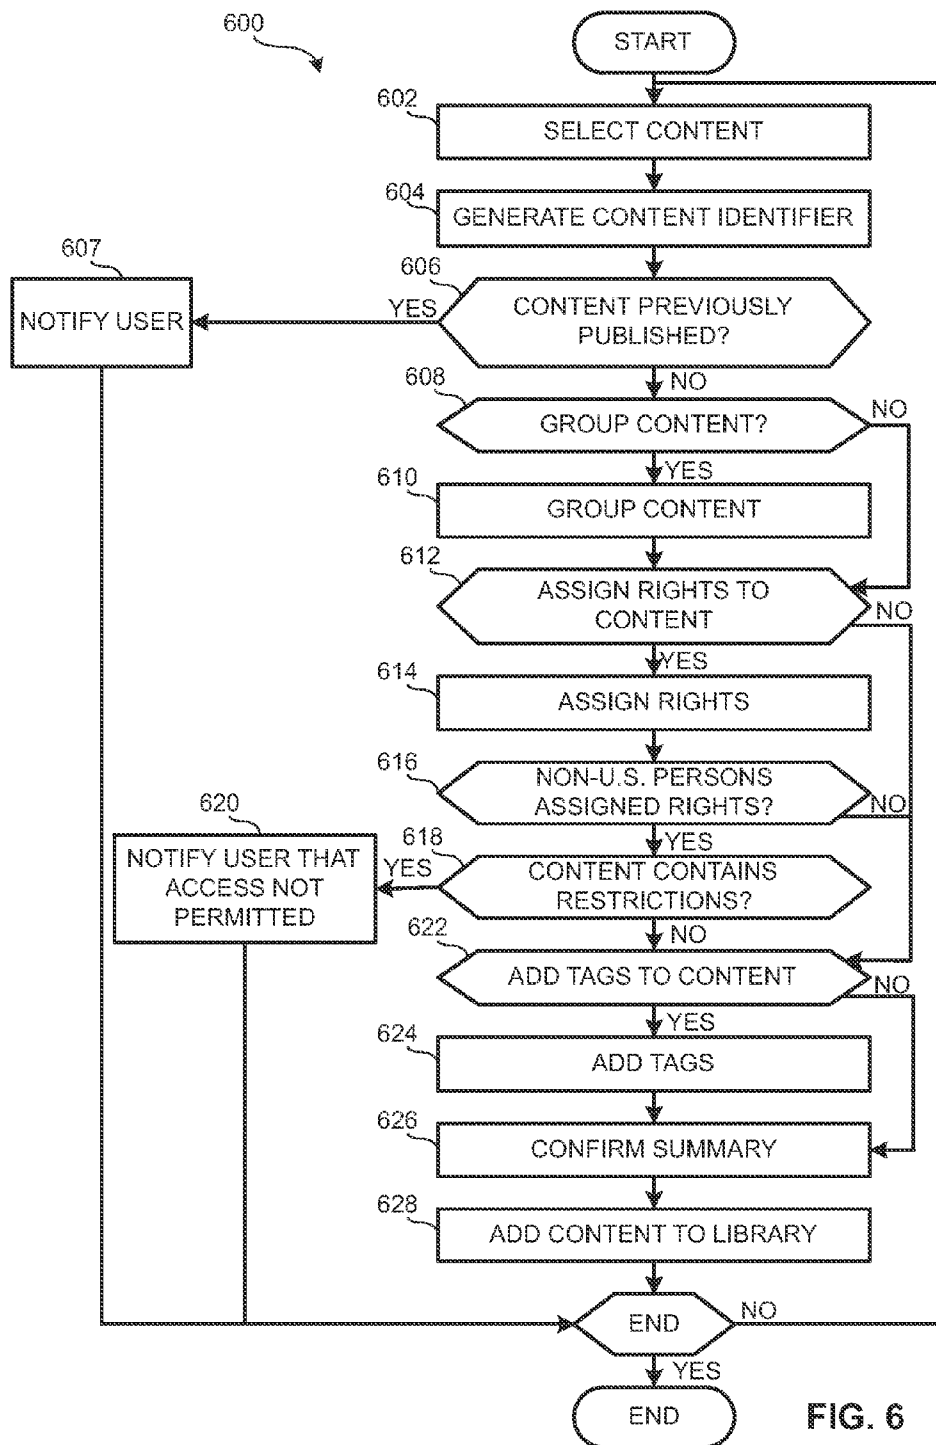 600
START
602
SELECT CONTENT
604
GENERATE CONTENT IDENTIFIER
607
NOTIFY USER
606
YES
CONTENT PREVIOUSLY
PUBLISHED?
NO
608
GROUP CONTENT?
NO
YES
610
GROUP CONTENT
612
ASSIGN RIGHTS TO
CONTENT
NO
YES
614
ASSIGN RIGHTS
616
NON-U.S. PERSONS
ASSIGNED RIGHTS?
NO
YES
620
NOTIFY USER THAT
ACCESS NOT
PERMITTED
618
YES
CONTENT CONTAINS
RESTRICTIONS?
NO
622
ADD TAGS TO CONTENT
NO
YES
624
ADD TAGS
626
CONFIRM SUMMARY
628
ADD CONTENT TO LIBRARY
END
NO
YES
END
FIG. 6